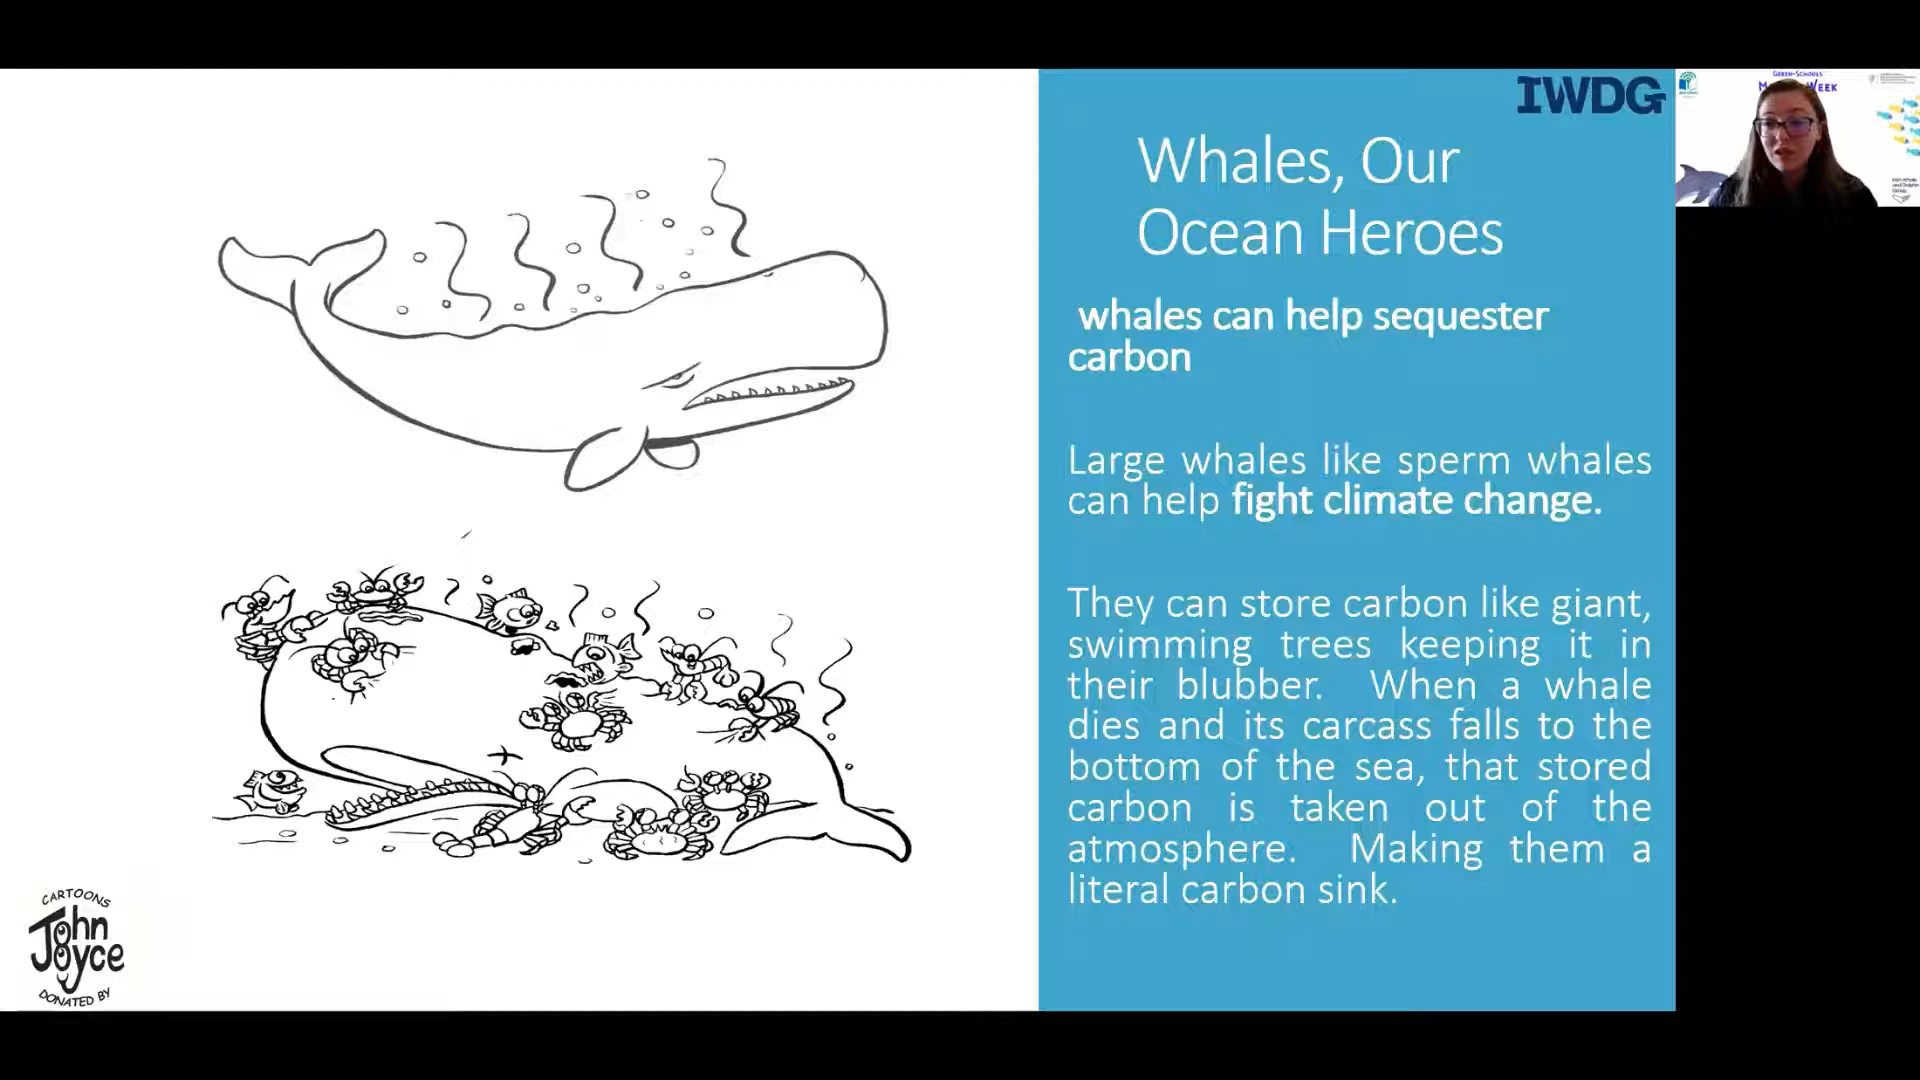 IWDG
Whales, Our
Ocean Heroes
whales can help sequester
carbon
Large whales like sperm whales
can help fight climate change.
They can store carbon like giant,
swimming trees keeping it in
their blubber. When a whale
dies and its carcass falls to the
bottom of the sea, that stored
carbon is taken out of the
atmosphere. Making them a
literal carbon sink.
CARTOONS
John
Joyce
DONATED BY
GREEN-SCHOOLS
WEEK